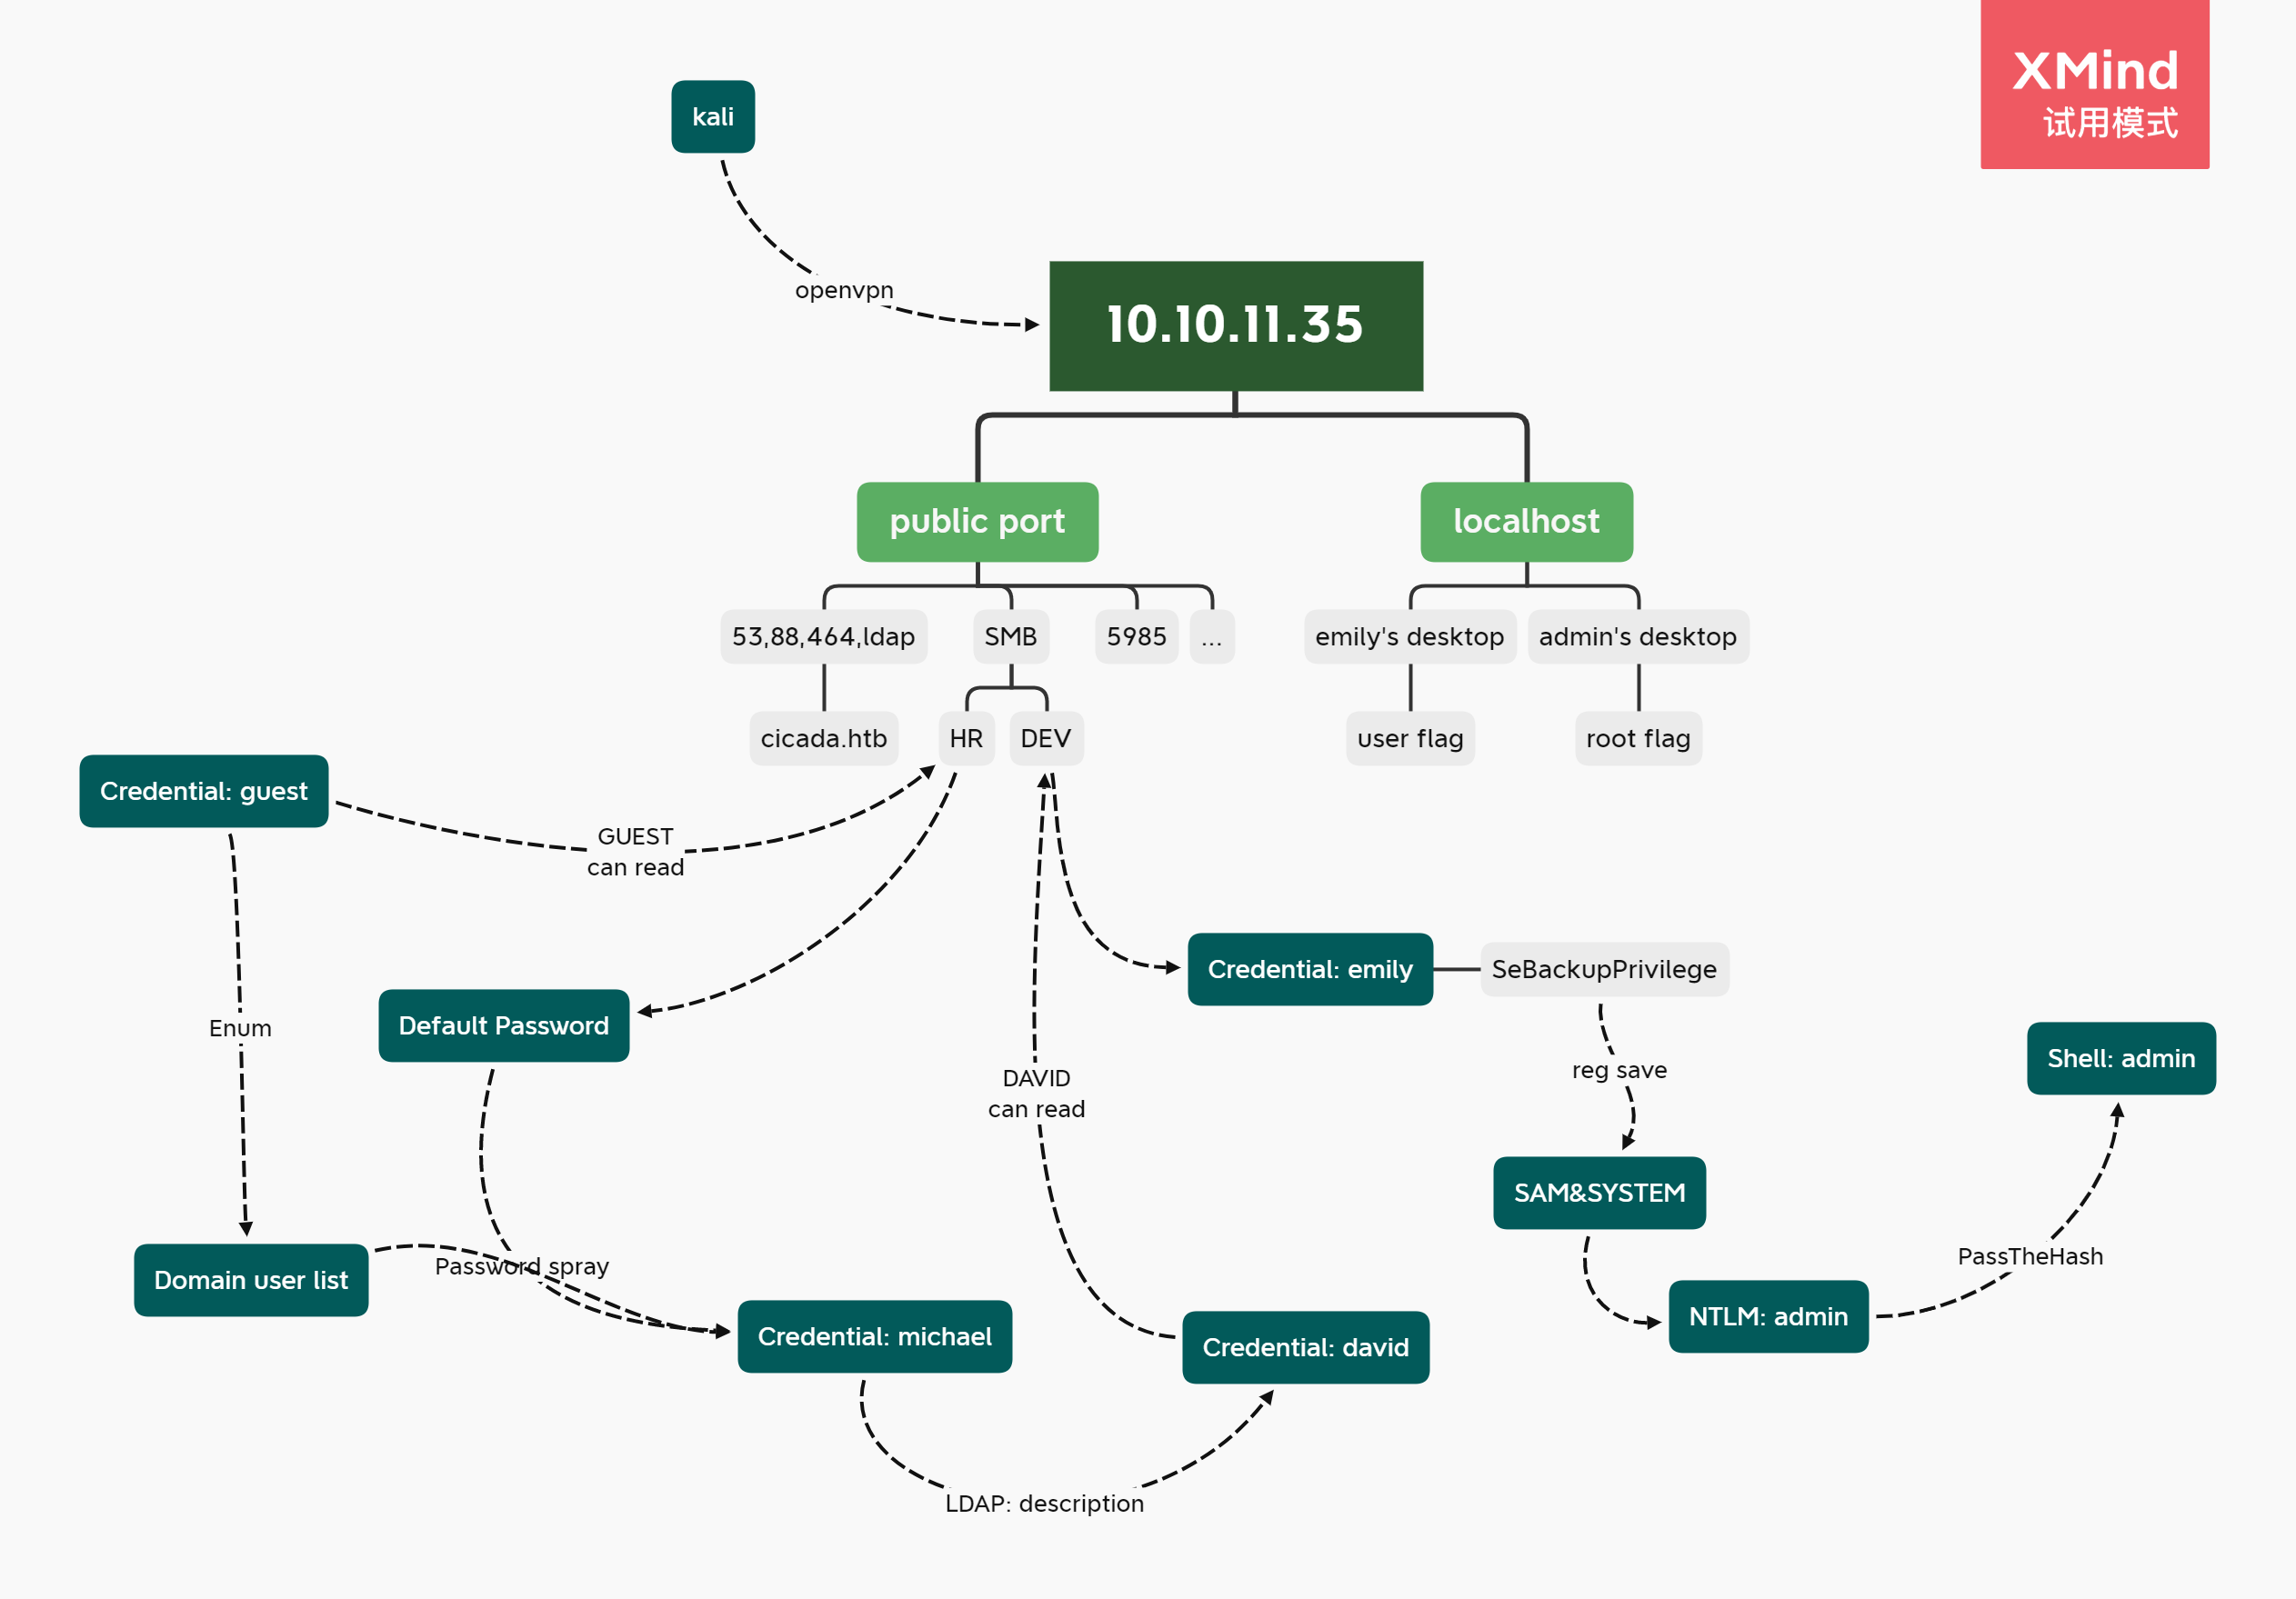 XMind
试用模式
kali
openvpn
10.10.11.35
public port
localhost
53,88,464,ldap
SMB
5985
...
emily's desktop
admin's desktop
cicada.htb
HR
DEV
user flag
root flag
Credential: guest
GUEST
can read
Credential: emily
SeBackupPrivilege
Default Password
Enum
DAVID
can read
reg save
Shell: admin
SAM&SYSTEM
Domain user list
Password spray
PassTheHash
Credential: michael
Credential: david
NTLM: admin
LDAP: description